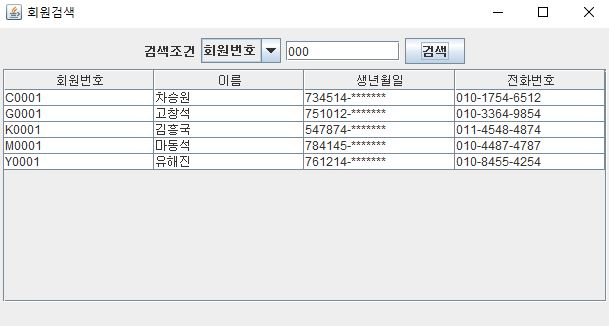 회원검색
검색조건 회원번호 000 검색
회원번호 이름 생년월일 전화번호
C0001 차승원 734514-******* 010-1754-6512
G0001 고창석 751012-******* 010-3364-9854
K0001 김흥국 547874-******* 011-4548-4874
M0001 마동석 784145-******* 010-4487-4787
Y0001 유해진 761214-******* 010-8455-4254